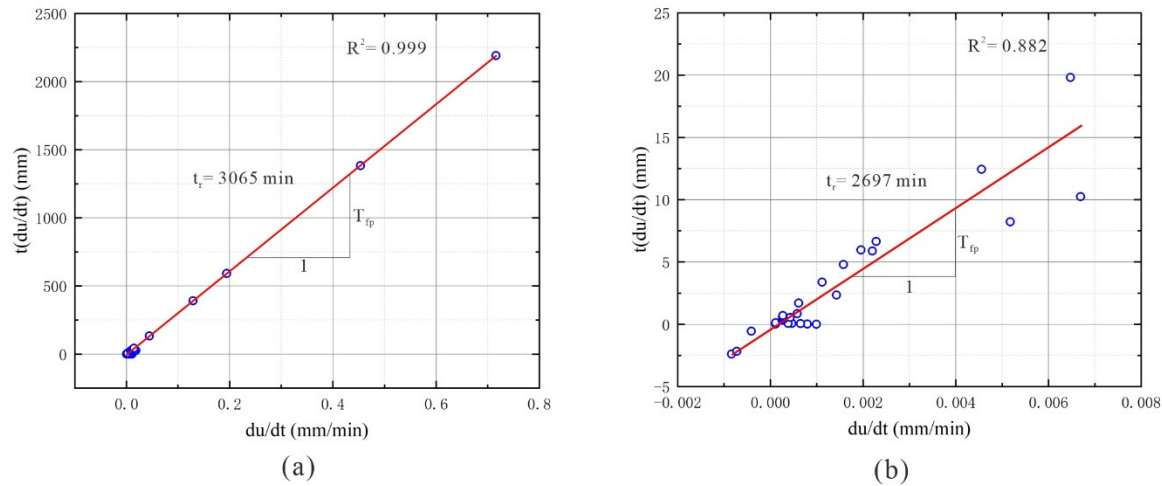 2500
2000
1500
1000
500
0
t(du/dt) (mm)
R²= 0.999
tᵣ= 3065 min
T_fp
1
0.0 0.2 0.4 0.6 0.8
du/dt (mm/min)
(a)
25
20
15
10
5
0
-5
t(du/dt) (mm)
R²= 0.882
tᵣ= 2697 min
T_fp
1
-0.002 0.000 0.002 0.004 0.006 0.008
du/dt (mm/min)
(b)